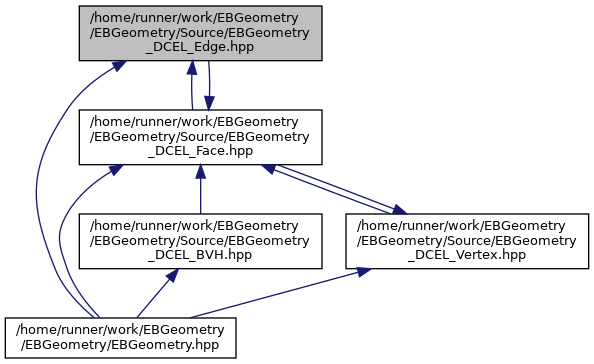 /home/runner/work/EBGeometry
/EBGeometry/Source/EBGeometry
_DCEL_Edge.hpp
/home/runner/work/EBGeometry
/EBGeometry/Source/EBGeometry
_DCEL_Face.hpp
/home/runner/work/EBGeometry
/EBGeometry/Source/EBGeometry
_DCEL_BVH.hpp
/home/runner/work/EBGeometry
/EBGeometry/Source/EBGeometry
_DCEL_Vertex.hpp
/home/runner/work/EBGeometry
/EBGeometry/EBGeometry.hpp